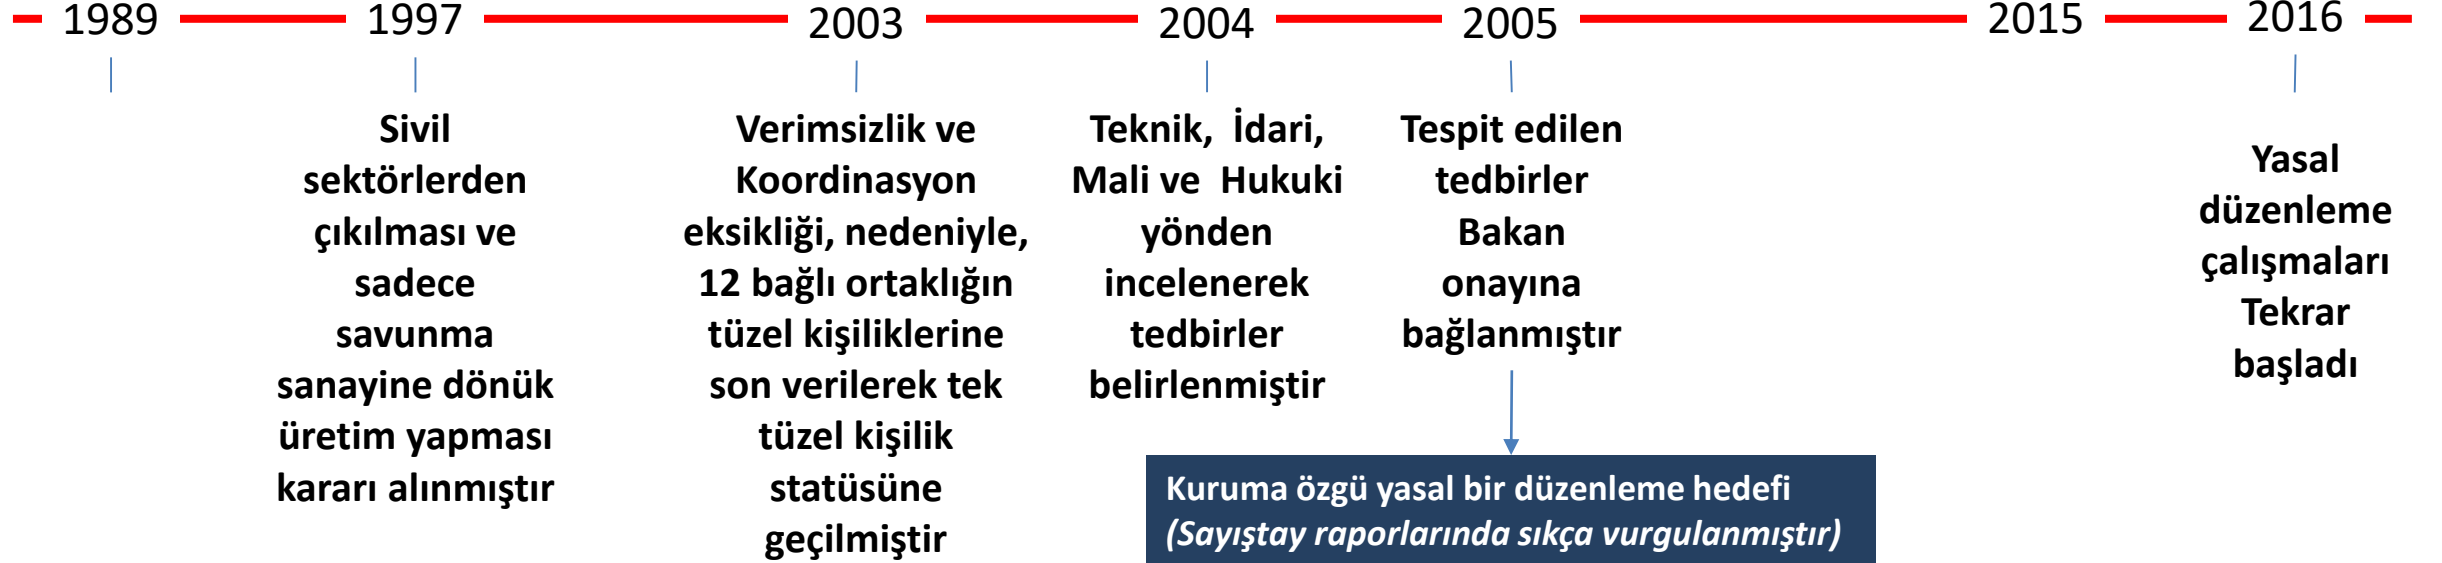 1989
1997
2003
2004
2005
2015
2016
Sivil
sektörlerden
çıkılması ve
sadece
savunma
sanayine dönük
üretim yapması
kararı alınmıştır
Verimsizlik ve
Koordinasyon
eksikliği, nedeniyle,
12 bağlı ortaklığın
tüzel kişiliklerine
son verilerek tek
tüzel kişilik
statüsüne
geçilmiştir
Teknik, İdari,
Mali ve Hukuki
yönden
incelenerek
tedbirler
belirlenmiştir
Tespit edilen
tedbirler
Bakan
onayına
bağlanmıştır
Kuruma özgü yasal bir düzenleme hedefi
(Sayıştay raporlarında sıkça vurgulanmıştır)
Yasal
düzenleme
çalışmaları
Tekrar
başladı